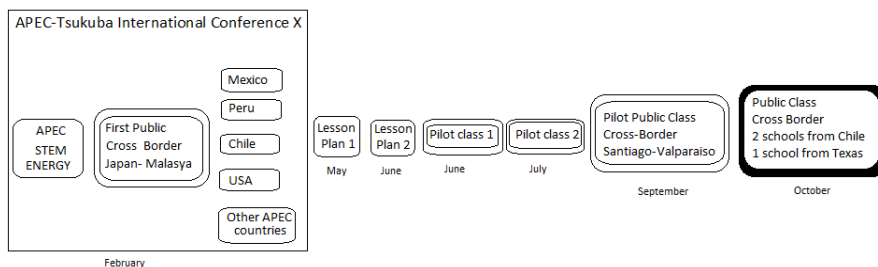 APEC-Tsukuba International Conference X
APEC
STEM
ENERGY
First Public
Cross Border
Japan- Malasya
Mexico
Peru
Chile
USA
Other APEC
countries
February
Lesson
Plan 1
May
Lesson
Plan 2
June
Pilot class 1
June
Pilot class 2
July
Pilot Public Class
Cross-Border
Santiago-Valparaiso
September
Public Class
Cross Border
2 schools from Chile
1 school from Texas
October